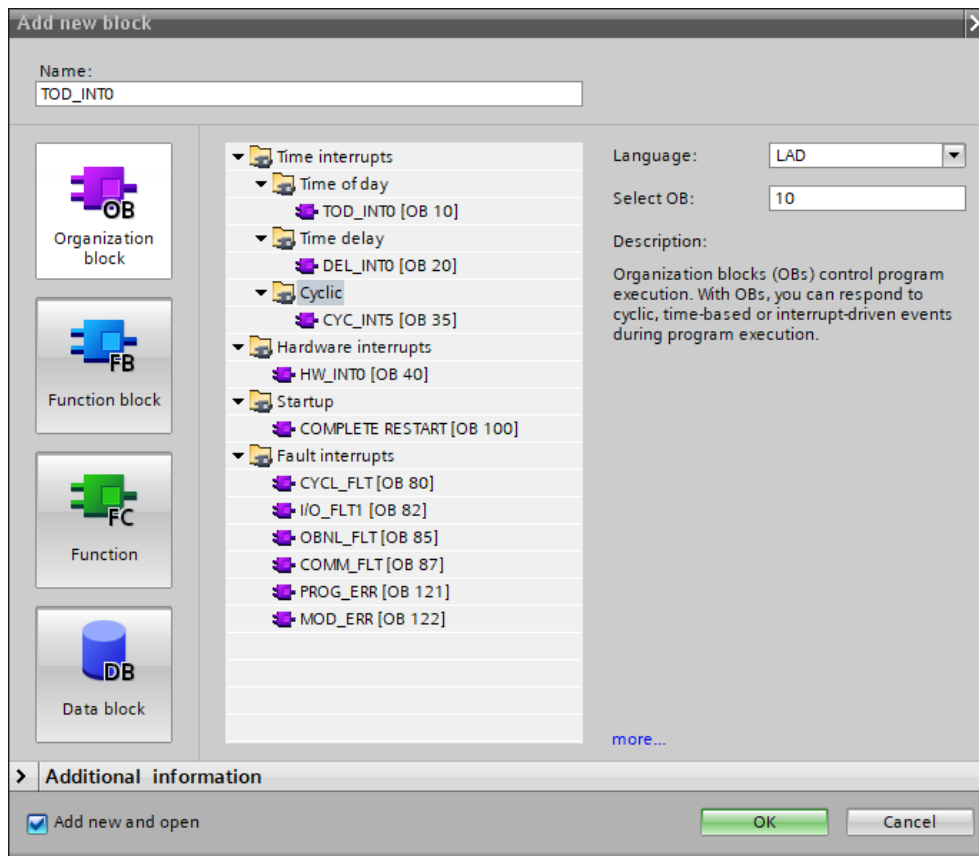 Add new block
Name:
TOD_INT0
OB
Organization
block
FB
Function block
FC
Function
DB
Data block
Time interrupts
Time of day
TOD_INT0 [OB 10]
Time delay
DEL_INT0 [OB 20]
Cyclic
CYC_INT5 [OB 35]
Hardware interrupts
HW_INT0 [OB 40]
Startup
COMPLETE RESTART [OB 100]
Fault interrupts
CYCL_FLT [OB 80]
I/O_FLT1 [OB 82]
OBNL_FLT [OB 85]
COMM_FLT [OB 87]
PROG_ERR [OB 121]
MOD_ERR [OB 122]
Language: LAD
Select OB: 10
Description:
Organization blocks (OBs) control program
execution. With OBs, you can respond to
cyclic, time-based or interrupt-driven events
during program execution.
more...
Additional information
Add new and open
OK
Cancel